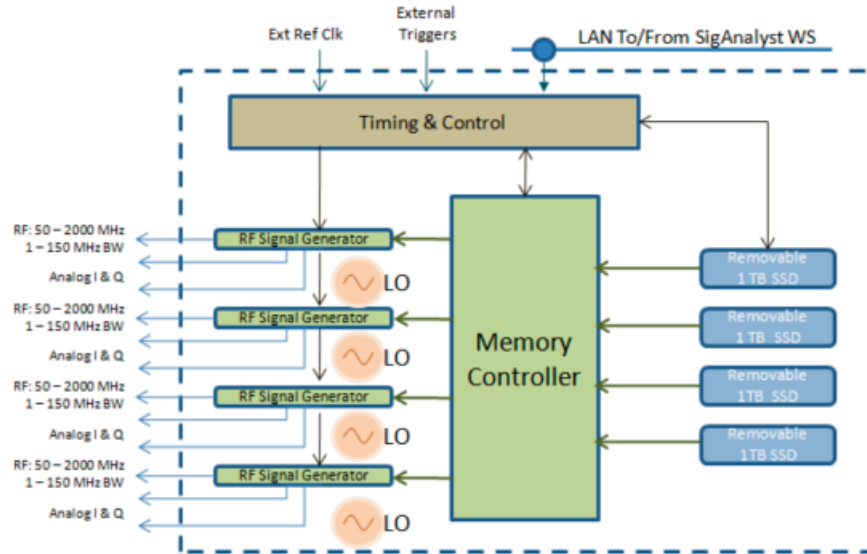 Ext Ref Clk
External
Triggers
LAN To/From SigAnalyst WS
Timing & Control
RF: 50 – 2000 MHz
1 – 150 MHz BW
Analog I & Q
RF Signal Generator
LO
RF: 50 – 2000 MHz
1 – 150 MHz BW
Analog I & Q
RF Signal Generator
LO
RF: 50 – 2000 MHz
1 – 150 MHz BW
Analog I & Q
RF Signal Generator
LO
RF: 50 – 2000 MHz
1 – 150 MHz BW
Analog I & Q
RF Signal Generator
LO
Memory
Controller
Removable
1 TB SSD
Removable
1TB SSD
Removable
1TB SSD
Removable
1TB SSD